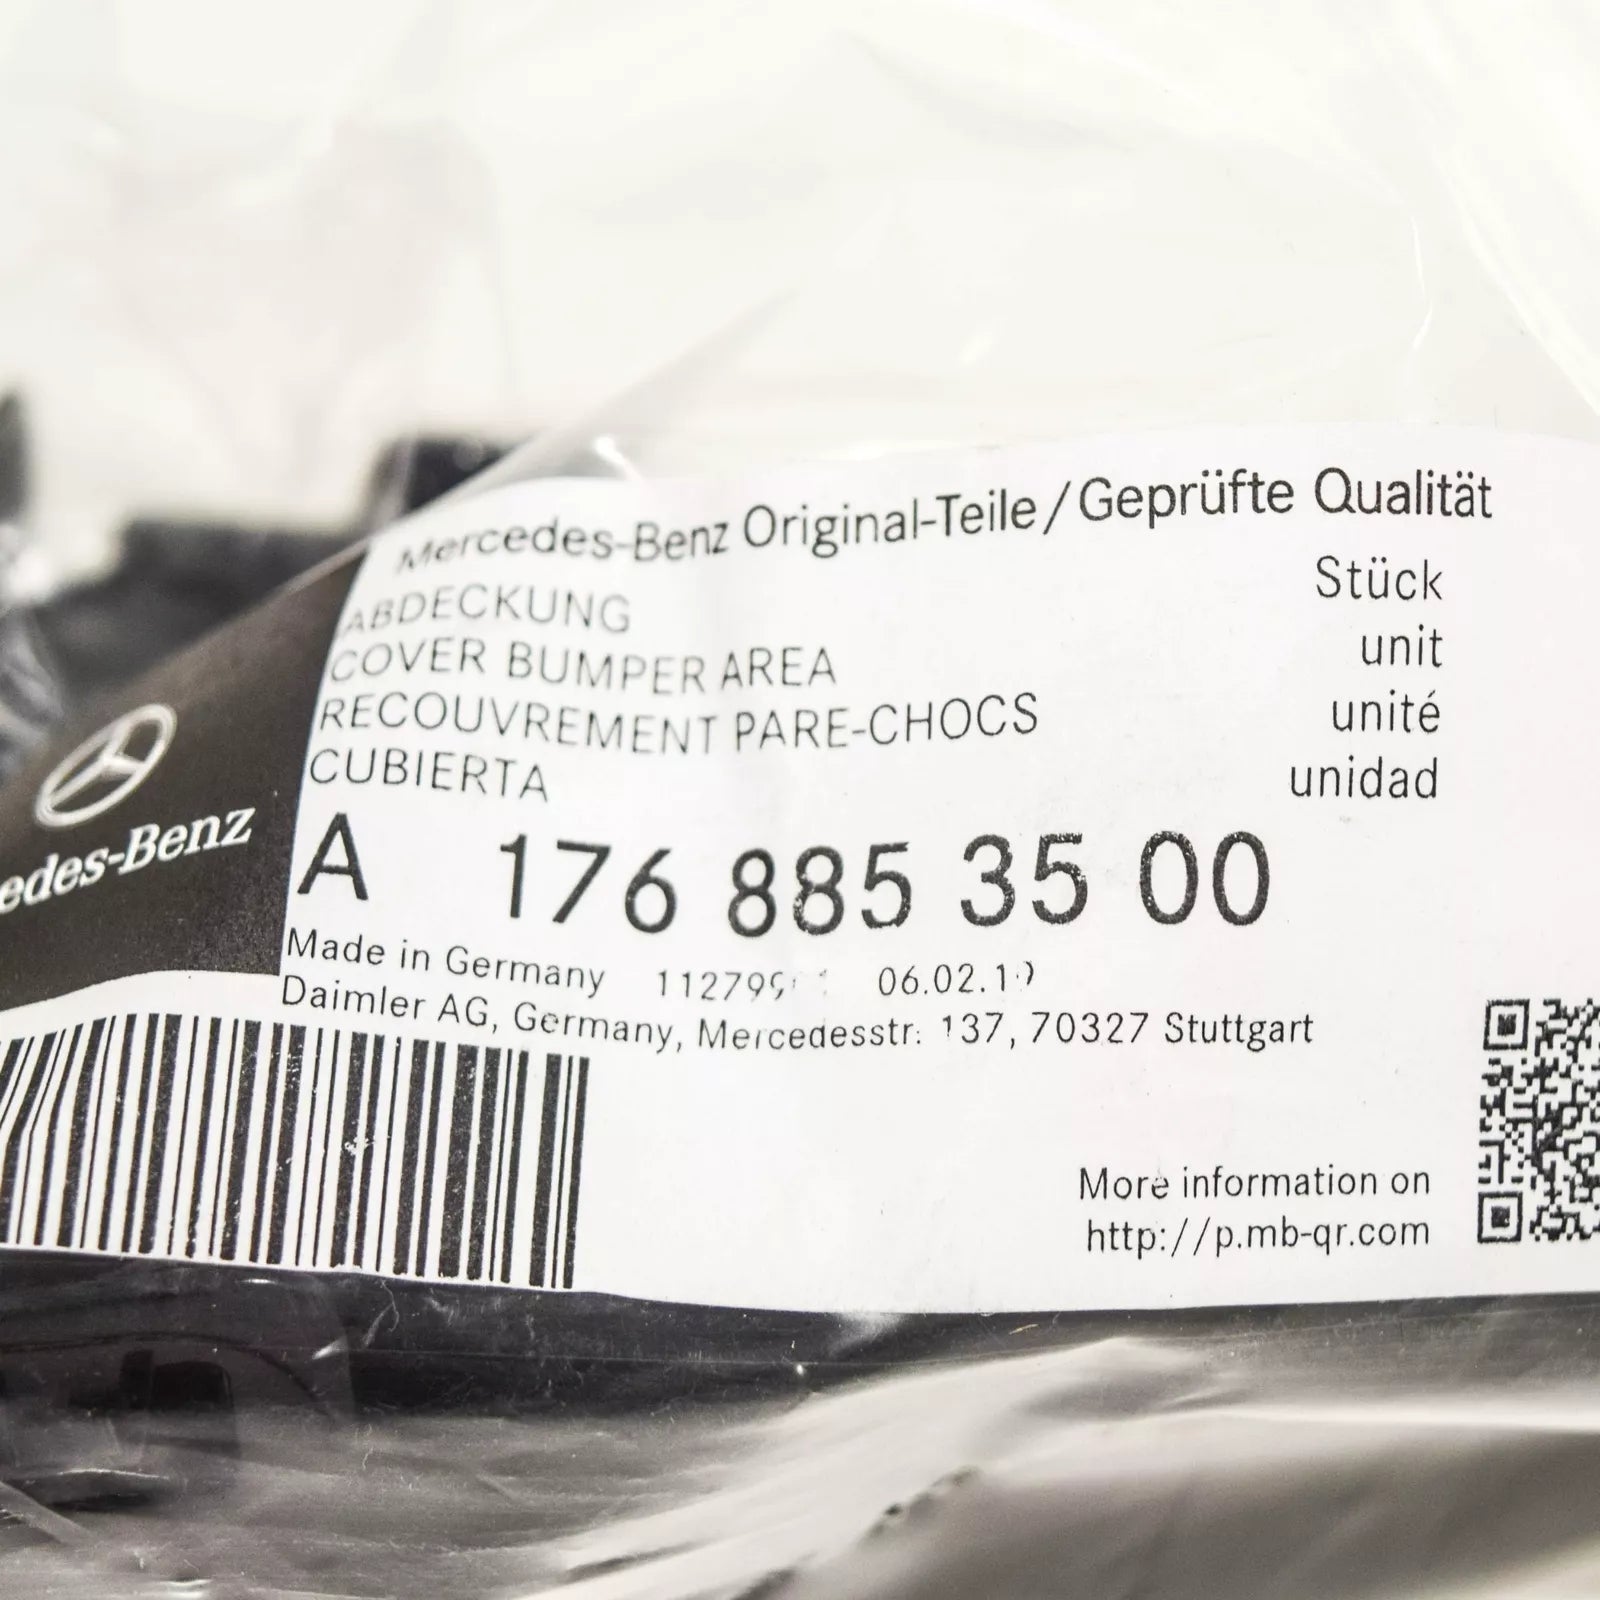 Mercedes-Benz Original-Teile/Geprüfte Qualität
ABDECKUNG
COVER BUMPER AREA
RECOUVREMENT PARE-CHOCS
CUBIERTA
Stück
unit
unité
unidad
edes-Benz
A 176 885 35 00
Made in Germany
Daimler AG, Germany, Mercedesstr. 137, 70327 Stuttgart
More information on
http://p.mb-qr.com